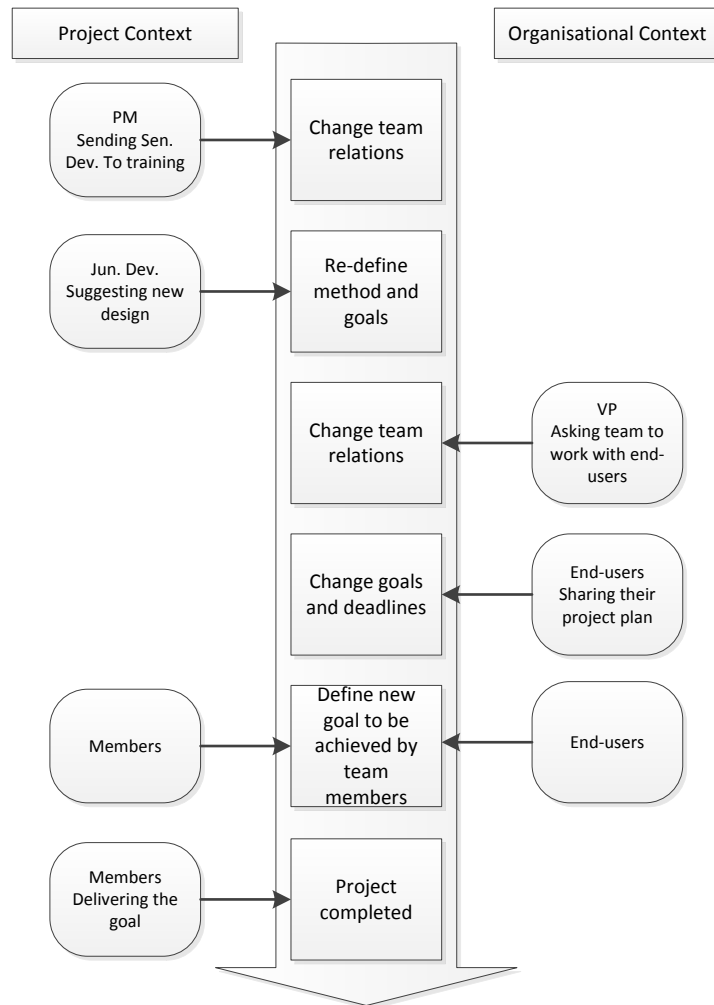 Project Context
Organisational Context
PM
Sending Sen.
Dev. To training
Change team
relations
Jun. Dev.
Suggesting new
design
Re-define
method and
goals
Change team
relations
VP
Asking team to
work with end-
users
Change goals
and deadlines
End-users
Sharing their
project plan
Members
Define new
goal to be
achieved by
team
members
End-users
Members
Delivering the
goal
Project
completed